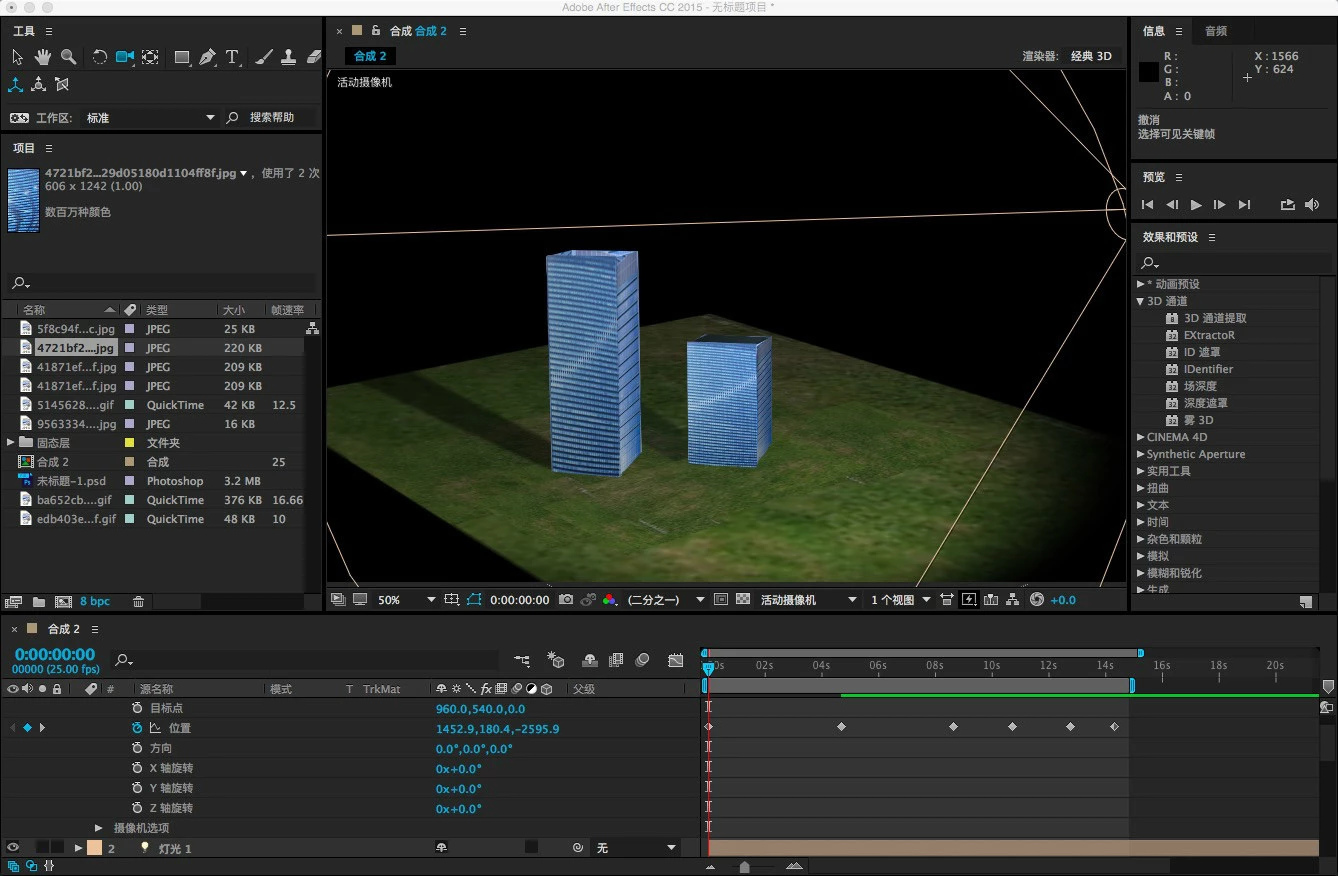 Adobe After Effects CC 2015 - 无标题项目 *
工具
工作区: 标准 搜索帮助
项目
4721bf2...29d05180d1104ff8f.jpg , 使用了 2 次
606 x 1242 (1.00)
数百万种颜色
名称 类型 大小 帧速率
5f8c94f...c.jpg JPEG 25 KB
4721bf2....jpg JPEG 220 KB
41871ef...f.jpg JPEG 209 KB
41871ef...f.jpg JPEG 209 KB
5145628....gif QuickTime 42 KB 12.5
9563334....jpg JPEG 16 KB
固态层 文件夹
合成 2 合成 25
未标题-1.psd Photoshop 3.2 MB
ba652cb....gif QuickTime 376 KB 16.66
edb403e...f.gif QuickTime 48 KB 10
8 bpc
合成 合成 2
合成 2
渲染器: 经典 3D
活动摄像机
50% 0:00:00:00 (二分之一) 活动摄像机 1 个视图 +0.0
信息 音频
R :
G :
B :
A : 0
X : 1566
Y : 624
撤消
选择可见关键帧
预览
效果和预设
* 动画预设
3D 通道
3D 通道提取
EXtractoR
ID 遮罩
IDentifier
场深度
深度遮罩
雾 3D
CINEMA 4D
Synthetic Aperture
实用工具
扭曲
文本
时间
杂色和颗粒
模拟
模糊和锐化
生成
合成 2
0:00:00:00
00000 (25.00 fps)
# 源名称 模式 T TrkMat fx 父级
0s 02s 04s 06s 08s 10s 12s 14s 16s 18s 20s
目标点 960.0,540.0,0.0
位置 1452.9,180.4,-2595.9
方向 0.0°,0.0°,0.0°
X 轴旋转 0x+0.0°
Y 轴旋转 0x+0.0°
Z 轴旋转 0x+0.0°
摄像机选项
2 灯光 1 无